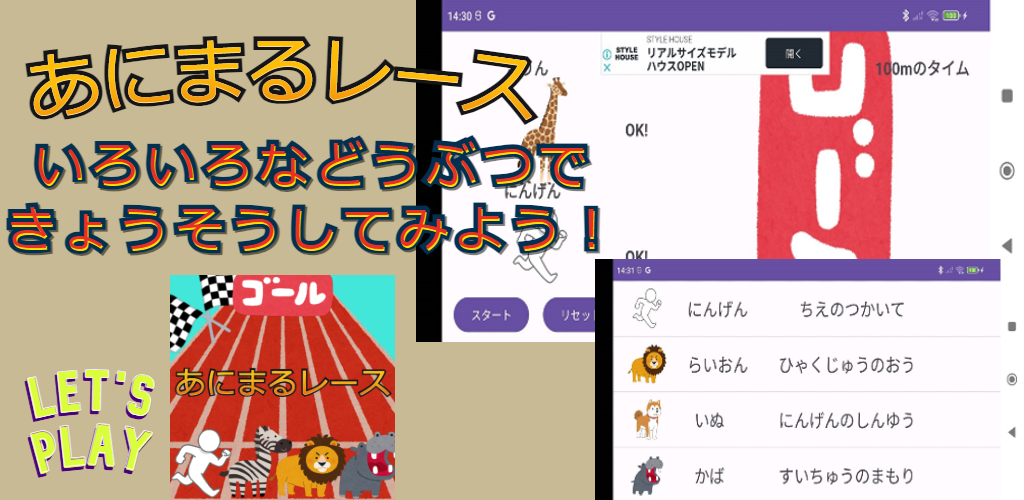 あにまるレース
いろいろなどうぶつで
きょうそうしてみよう！
ゴール
あにまるレース
LET'S
PLAY
14:30 G
STYLE HOUSE
STYLE
HOUSE
リアルサイズモデル
ハウスOPEN
開く
100mのタイム
OK!
にんげん
OK!
スタート
リセッ
14:31 G
にんげん ちえのつかいて
らいおん ひゃくじゅうのおう
いぬ にんげんのしんゆう
かば すいちゅうのまもり